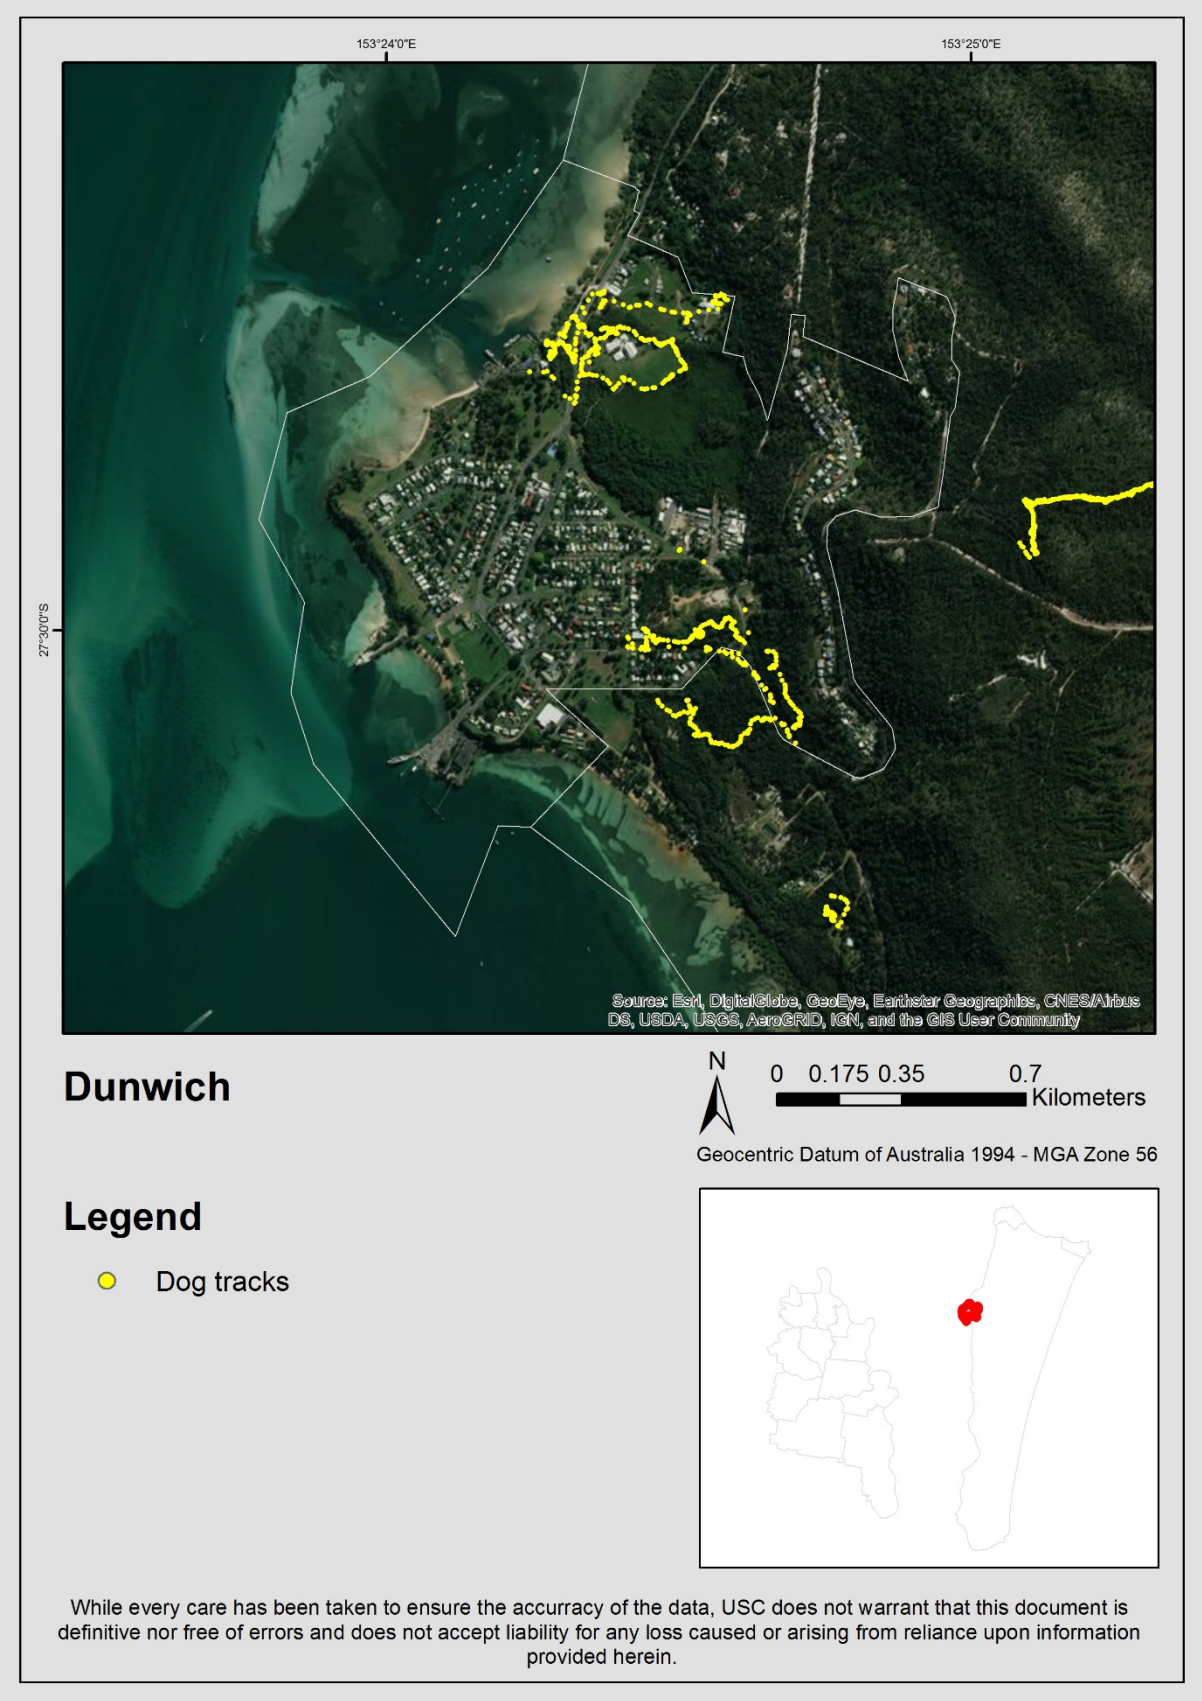 153°24'0"E
153°25'0"E
27°30'0"S
Source: Esri, DigitalGlobe, GeoEye, Earthstar Geographics, CNES/Airbus
DS, USDA, USGS, AeroGRID, IGN, and the GIS User Community
Dunwich
N
0 0.175 0.35 0.7
Kilometers
Geocentric Datum of Australia 1994 - MGA Zone 56
Legend
Dog tracks
While every care has been taken to ensure the accurracy of the data, USC does not warrant that this document is
definitive nor free of errors and does not accept liability for any loss caused or arising from reliance upon information
provided herein.